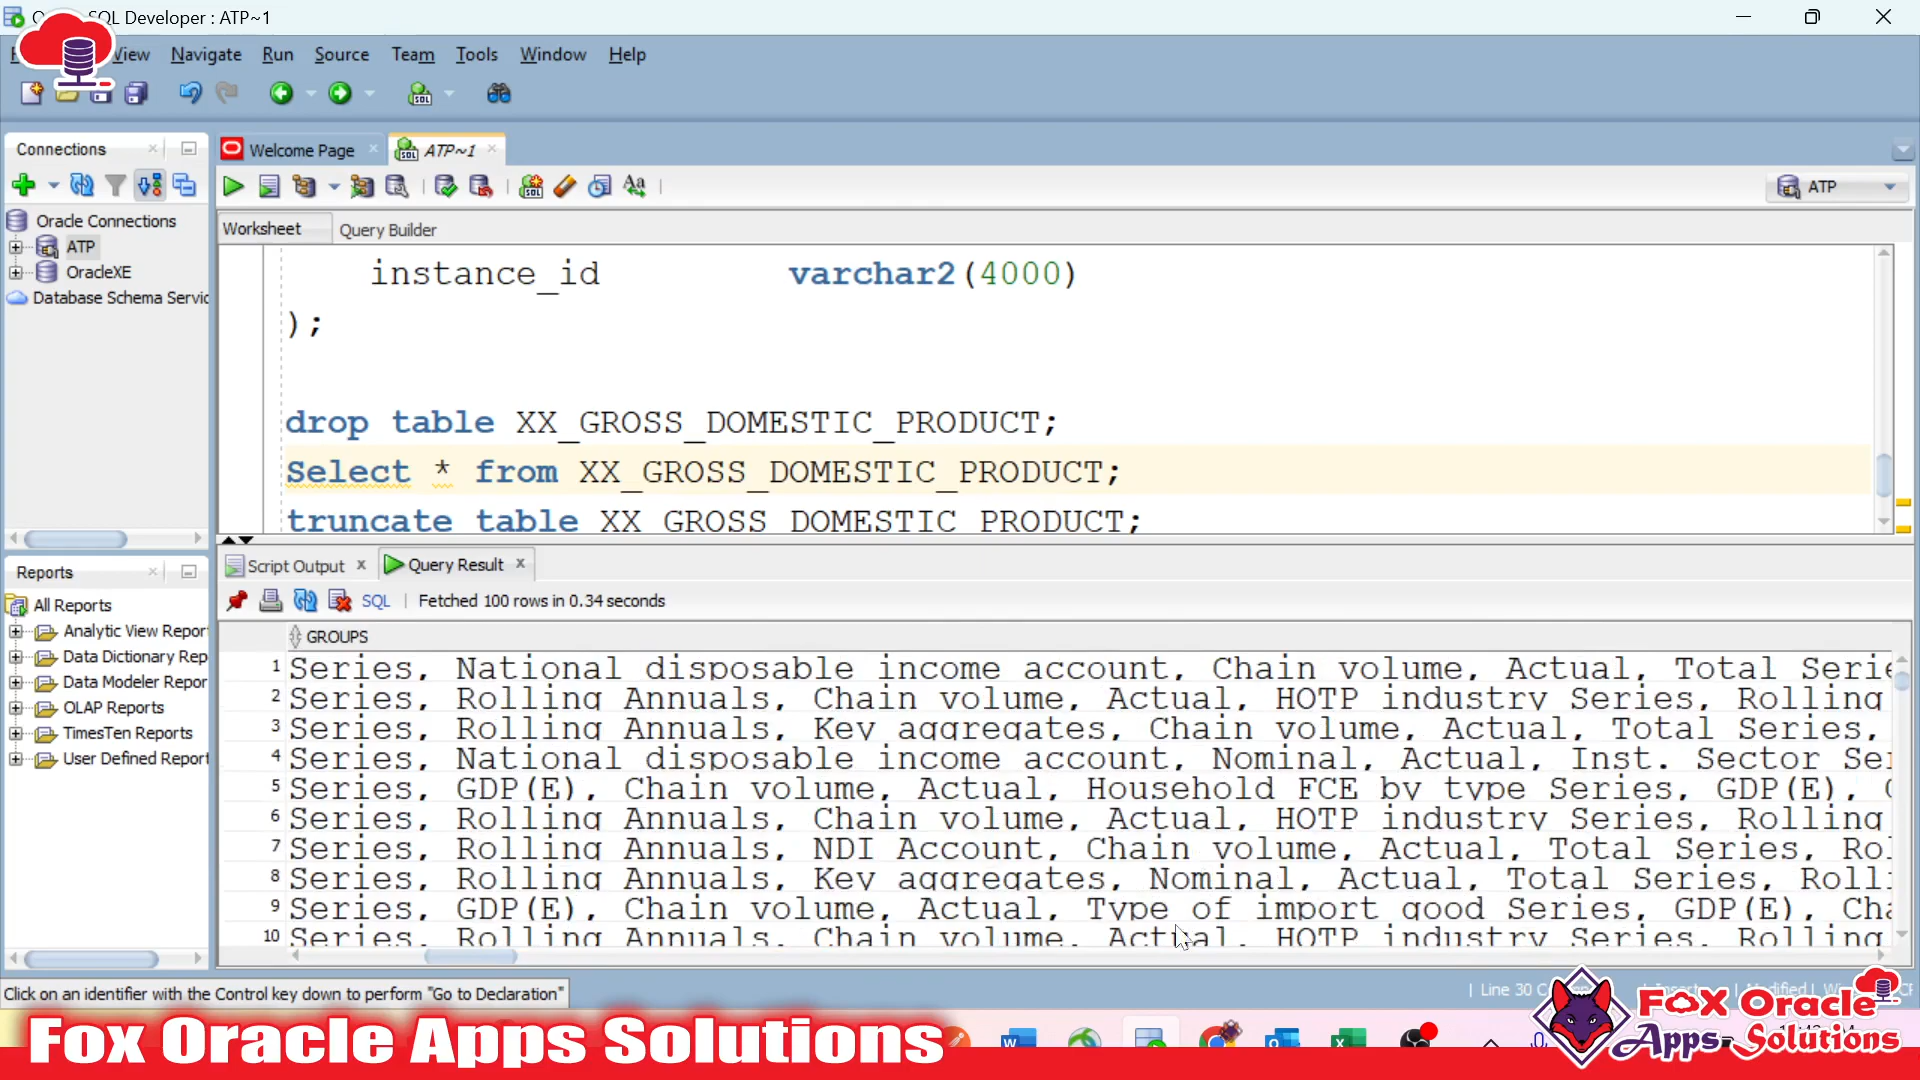 SQL Developer : ATP~1
View Navigate Run Source Team Tools Window Help
Connections
Welcome Page
ATP~1
ATP
Oracle Connections
ATP
OracleXE
Database Schema Servic
Worksheet
Query Builder
instance_id varchar2(4000)
);
drop table XX_GROSS_DOMESTIC_PRODUCT;
Select * from XX_GROSS_DOMESTIC_PRODUCT;
truncate table XX_GROSS_DOMESTIC_PRODUCT;
Script Output
Query Result
SQL | Fetched 100 rows in 0.34 seconds
Reports
All Reports
Analytic View Repor
Data Dictionary Rep
Data Modeler Repor
OLAP Reports
TimesTen Reports
User Defined Report
GROUPS
1 Series, National disposable income account, Chain volume, Actual, Total Serie
2 Series, Rolling Annuals, Chain volume, Actual, HOTP industry Series, Rolling
3 Series, Rolling Annuals, Key aggregates, Chain volume, Actual, Total Series,
4 Series, National disposable income account, Nominal, Actual, Inst. Sector Ser
5 Series, GDP(E), Chain volume, Actual, Household FCE by type Series, GDP(E),
6 Series, Rolling Annuals, Chain volume, Actual, HOTP industry Series, Rolling
7 Series, Rolling Annuals, NDI Account, Chain volume, Actual, Total Series, Rol
8 Series, Rolling Annuals, Key aggregates, Nominal, Actual, Total Series, Rolli
9 Series, GDP(E), Chain volume, Actual, Type of import good Series, GDP(E), Cha
10 Series, Rolling Annuals, Chain volume, Actual, HOTP industry Series, Rolling
Click on an identifier with the Control key down to perform "Go to Declaration"
Line 30
Modified
Fox Oracle Apps Solutions
FOX Oracle
Apps Solutions